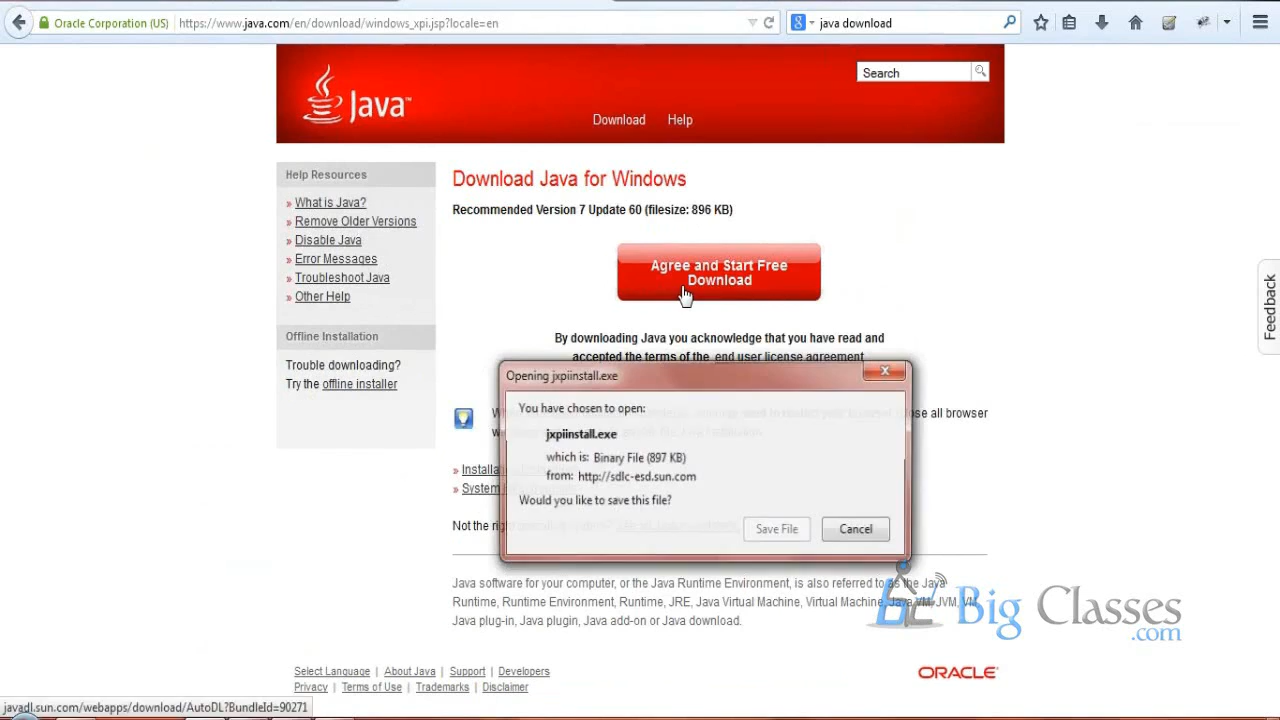 Oracle Corporation (US)
https://www.java.com/en/download/windows_xpi.jsp?locale=en
java download
Java™
Search
Download
Help
Help Resources
» What is Java?
» Remove Older Versions
» Disable Java
» Error Messages
» Troubleshoot Java
» Other Help
Offline Installation
Trouble downloading?
Try the offline installer
Download Java for Windows
Recommended Version 7 Update 60 (filesize: 896 KB)
Agree and Start Free
Download
By downloading Java you acknowledge that you have read and
accepted the terms of the end user license agreement
close all browser
» Installa
» System
Not the
Opening jxpiinstall.exe
You have chosen to open:
jxpiinstall.exe
which is: Binary File (897 KB)
from: http://sdlc-esd.sun.com
Would you like to save this file?
Save File
Cancel
Java software for your computer, or the Java Runtime Environment, is also referred to as the Java
Runtime, Runtime Environment, Runtime, JRE, Java Virtual Machine, Virtual Machine, Java VM, JVM, VM,
Java plug-in, Java plugin, Java add-on or Java download.
Big Classes
.com
Select Language | About Java | Support | Developers
Privacy | Terms of Use | Trademarks | Disclaimer
ORACLE
Feedback
javadl.sun.com/webapps/download/AutoDL?BundleId=90271